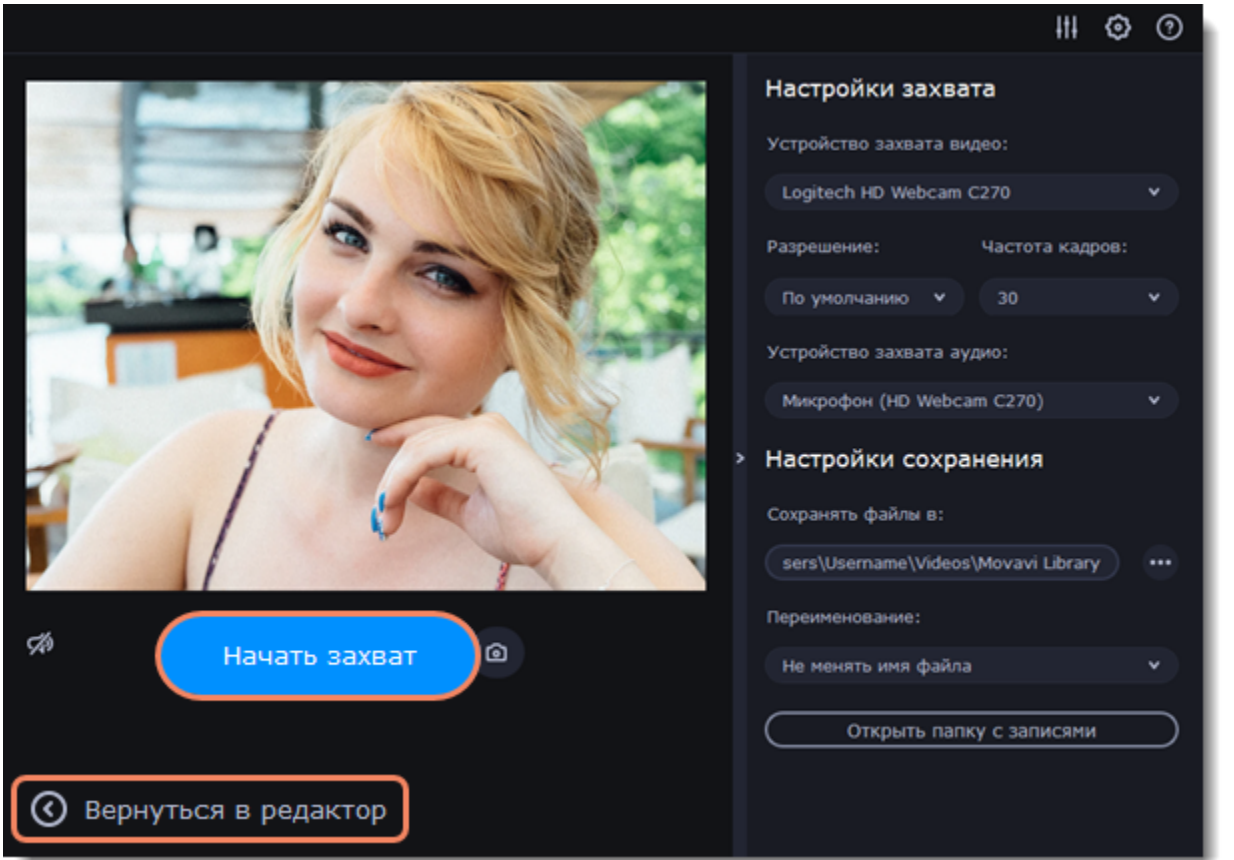 Настройки захвата
Устройство захвата видео:
Logitech HD Webcam C270
Разрешение: Частота кадров:
По умолчанию 30
Устройство захвата аудио:
Микрофон (HD Webcam C270)
Настройки сохранения
Сохранять файлы в:
sers\Username\Videos\Movavi Library
Переименование:
Не менять имя файла
Открыть папку с записями
Начать захват
Вернуться в редактор